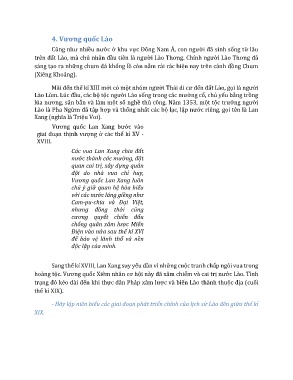 4. Vương quốc Lào
Cũng như nhiều nước ở khu vực Đông Nam Á, con người đã sinh sống từ lâu
trên đất Lào, mà chủ nhân đầu tiên là người Lào Thơng. Chính người Lào Thơng đã
sáng tạo ra những chum đá khổng lồ còn nằm rải rác hiện nay trên cánh đồng Chum
(Xiêng Khoảng).
Mãi đến thế kỉ XIII mới có một nhóm người Thái di cư đến đất Lào, gọi là người
Lào Lùm. Lúc đầu, các bộ tộc người Lào sống trong các mường cổ, chủ yếu bằng trồng
lúa nương, săn bắn và làm một số nghề thủ công. Năm 1353, một tộc trưởng người
Lào là Pha Ngừm đã tập hợp và thống nhất các bộ lạc, lập nước riêng, gọi tên là Lan
Xang (nghĩa là Triệu Voi).
Vương quốc Lan Xang bước vào
giai đoạn thịnh vượng ở các thế kỉ XV -
XVIII.
Các vua Lan Xang chia đất
nước thành các mường, đặt
quan cai trị, xây dựng quân
đội do nhà vua chỉ huy,
Vương quốc Lan Xang luôn
chú ý giữ quan hệ hòa hiếu
với các nước láng giềng như
Cam-pu-chia và Đại Việt,
nhưng đồng thời cũng
cương quyết chiến đấu
chống quân xâm lược Miến
Điện vào nửa sau thế kỉ XVI
để bảo vệ lãnh thổ và nền
độc lập của mình.
Sang thế kỉ XVIII, Lan Xang suy yếu dần vì những cuộc tranh chấp ngôi vua trong
hoàng tộc. Vương quốc Xiêm nhân cơ hội này đã xâm chiếm và cai trị nước Lào. Tình
trạng đó kéo dài đến khi thực dân Pháp xâm lược và biến Lào thành thuộc địa (cuối
thế kỉ XIX).
- Hãy lập niên biểu các giai đoạn phát triển chính của lịch sử Lào đến giữa thế kỉ
XIX.